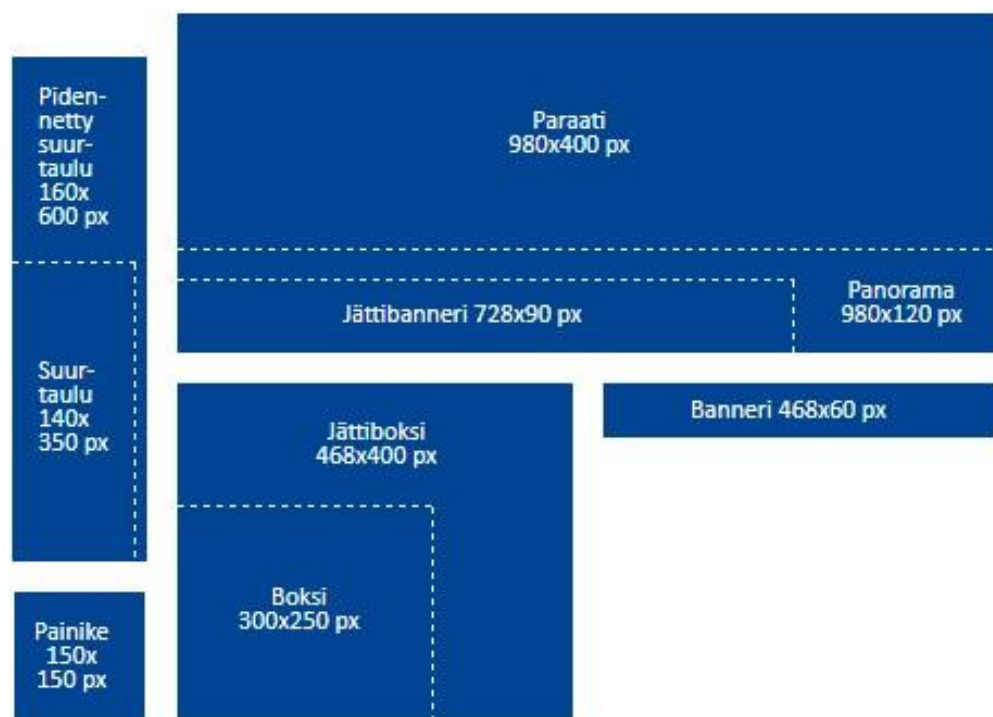 Piden-
netty
suur-
taulu
160x
600 px
Suur-
taulu
140x
350 px
Painike
150x
150 px
Paraati
980x400 px
Panorama
980x120 px
Jättibanneri 728x90 px
Jättiboksi
468x400 px
Boksi
300x250 px
Banneri 468x60 px